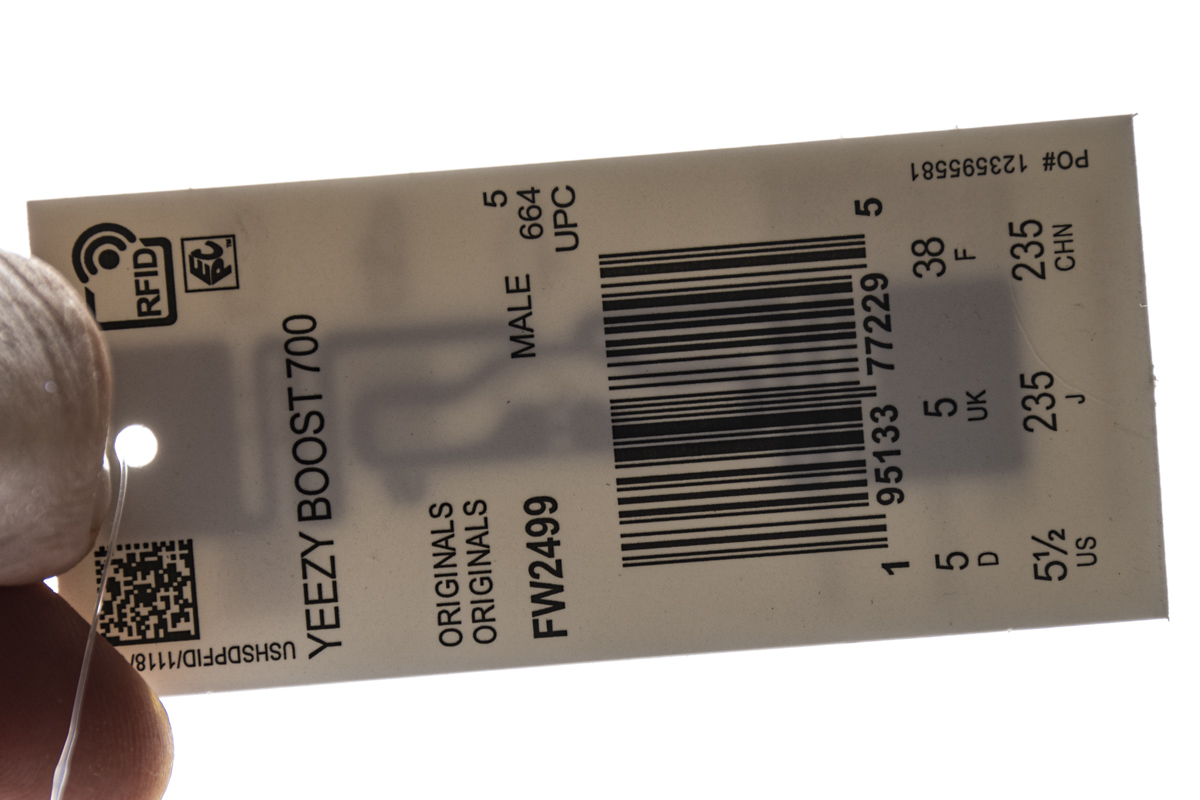 RFID
EPC™
USHSDPFID/1118/
YEEZY BOOST 700
ORIGINALS
ORIGINALS
FW2499 MALE 5
664
UPC
1 95133 77229 5
5 5 38
D UK F
5½ 235 235
US J CHN
PO# 123595581